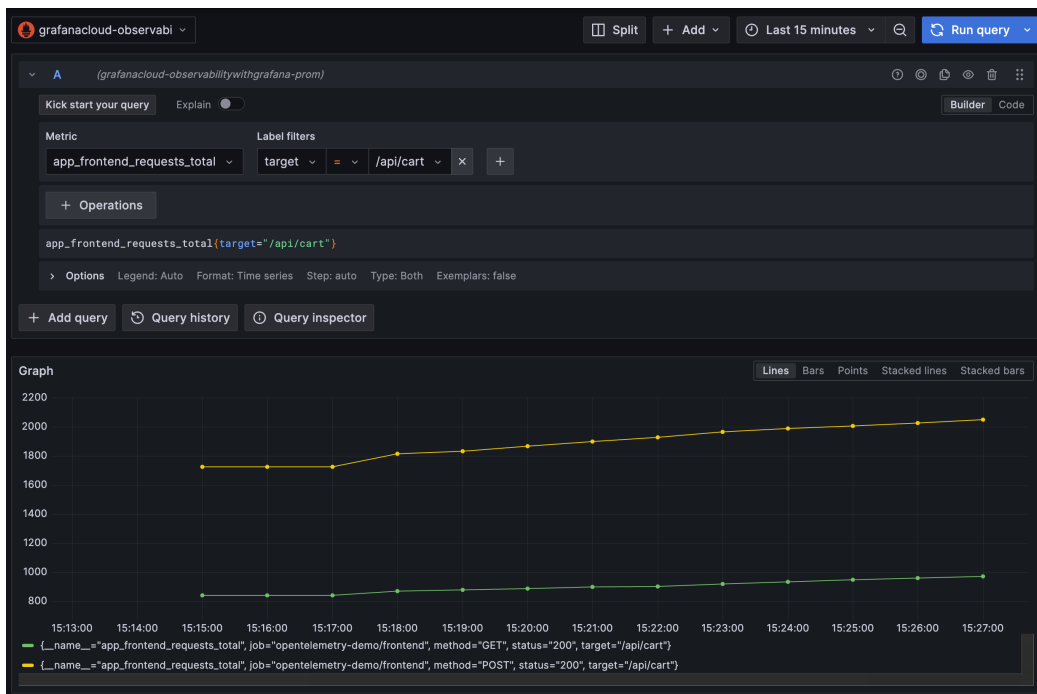 grafanacloud-observabi Split + Add Last 15 minutes Run query
A (grafanacloud-observabilitywithgrafana-prom)
Kick start your query Explain Builder Code
Metric Label filters
app_frontend_requests_total target = /api/cart × +
+ Operations
app_frontend_requests_total{target="/api/cart"}
> Options Legend: Auto Format: Time series Step: auto Type: Both Exemplars: false
+ Add query Query history Query inspector
Graph Lines Bars Points Stacked lines Stacked bars
2200
2000
1800
1600
1400
1200
1000
800
15:13:00 15:14:00 15:15:00 15:16:00 15:17:00 15:18:00 15:19:00 15:20:00 15:21:00 15:22:00 15:23:00 15:24:00 15:25:00 15:26:00 15:27:00
{__name__="app_frontend_requests_total", job="opentelemetry-demo/frontend", method="GET", status="200", target="/api/cart"}
{__name__="app_frontend_requests_total", job="opentelemetry-demo/frontend", method="POST", status="200", target="/api/cart"}